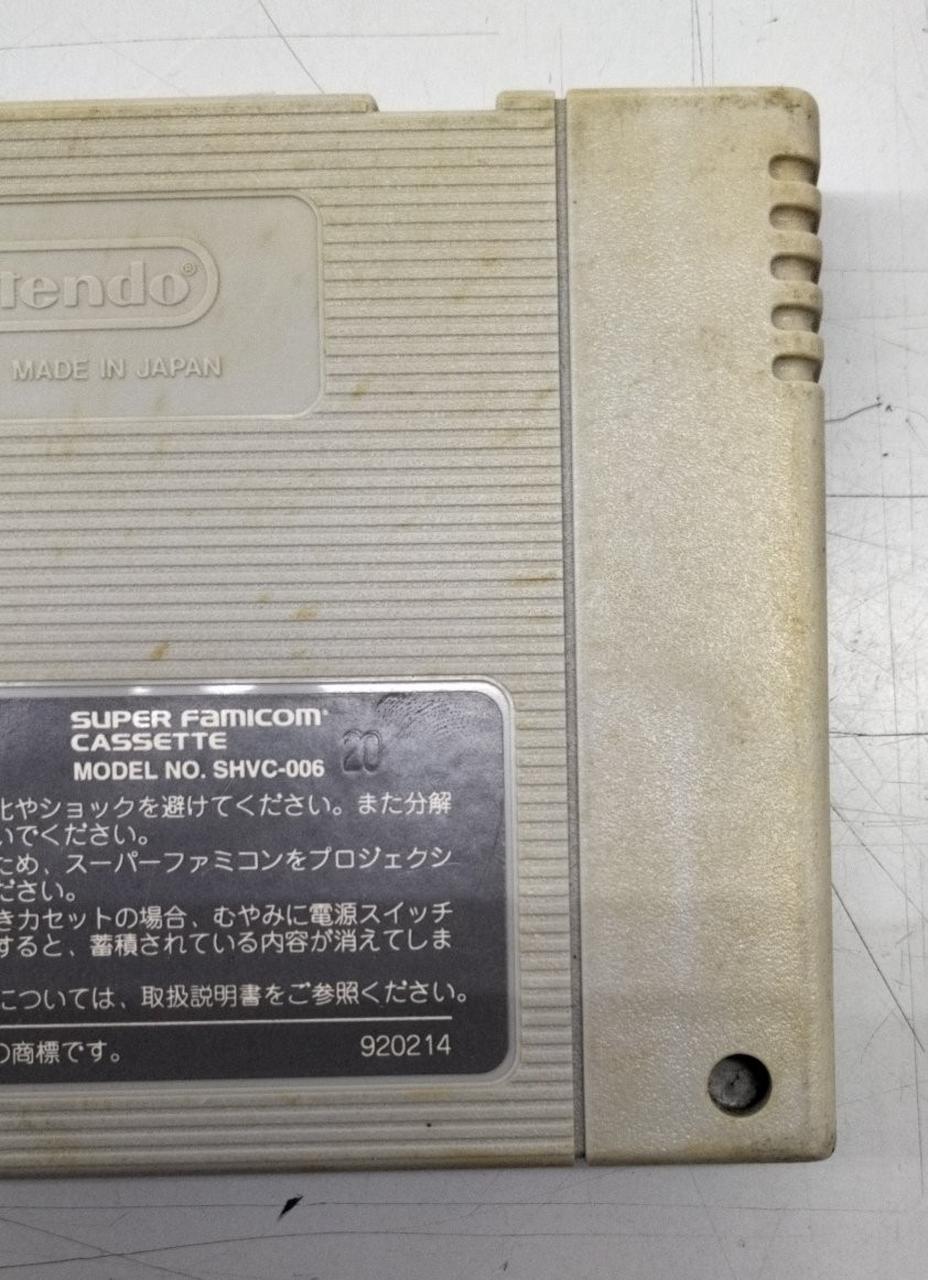 tendo®
MADE IN JAPAN
SUPER FAMICOM
CASSETTE
MODEL NO. SHVC-006
20
やショックを避けてください。また分解
いでください。
ため、スーパーファミコンをプロジェクシ
ださい。
きカセットの場合、むやみに電源スイッチ
すると、蓄積されている内容が消えてしま
については、取扱説明書をご参照ください。
の商標です。
920214